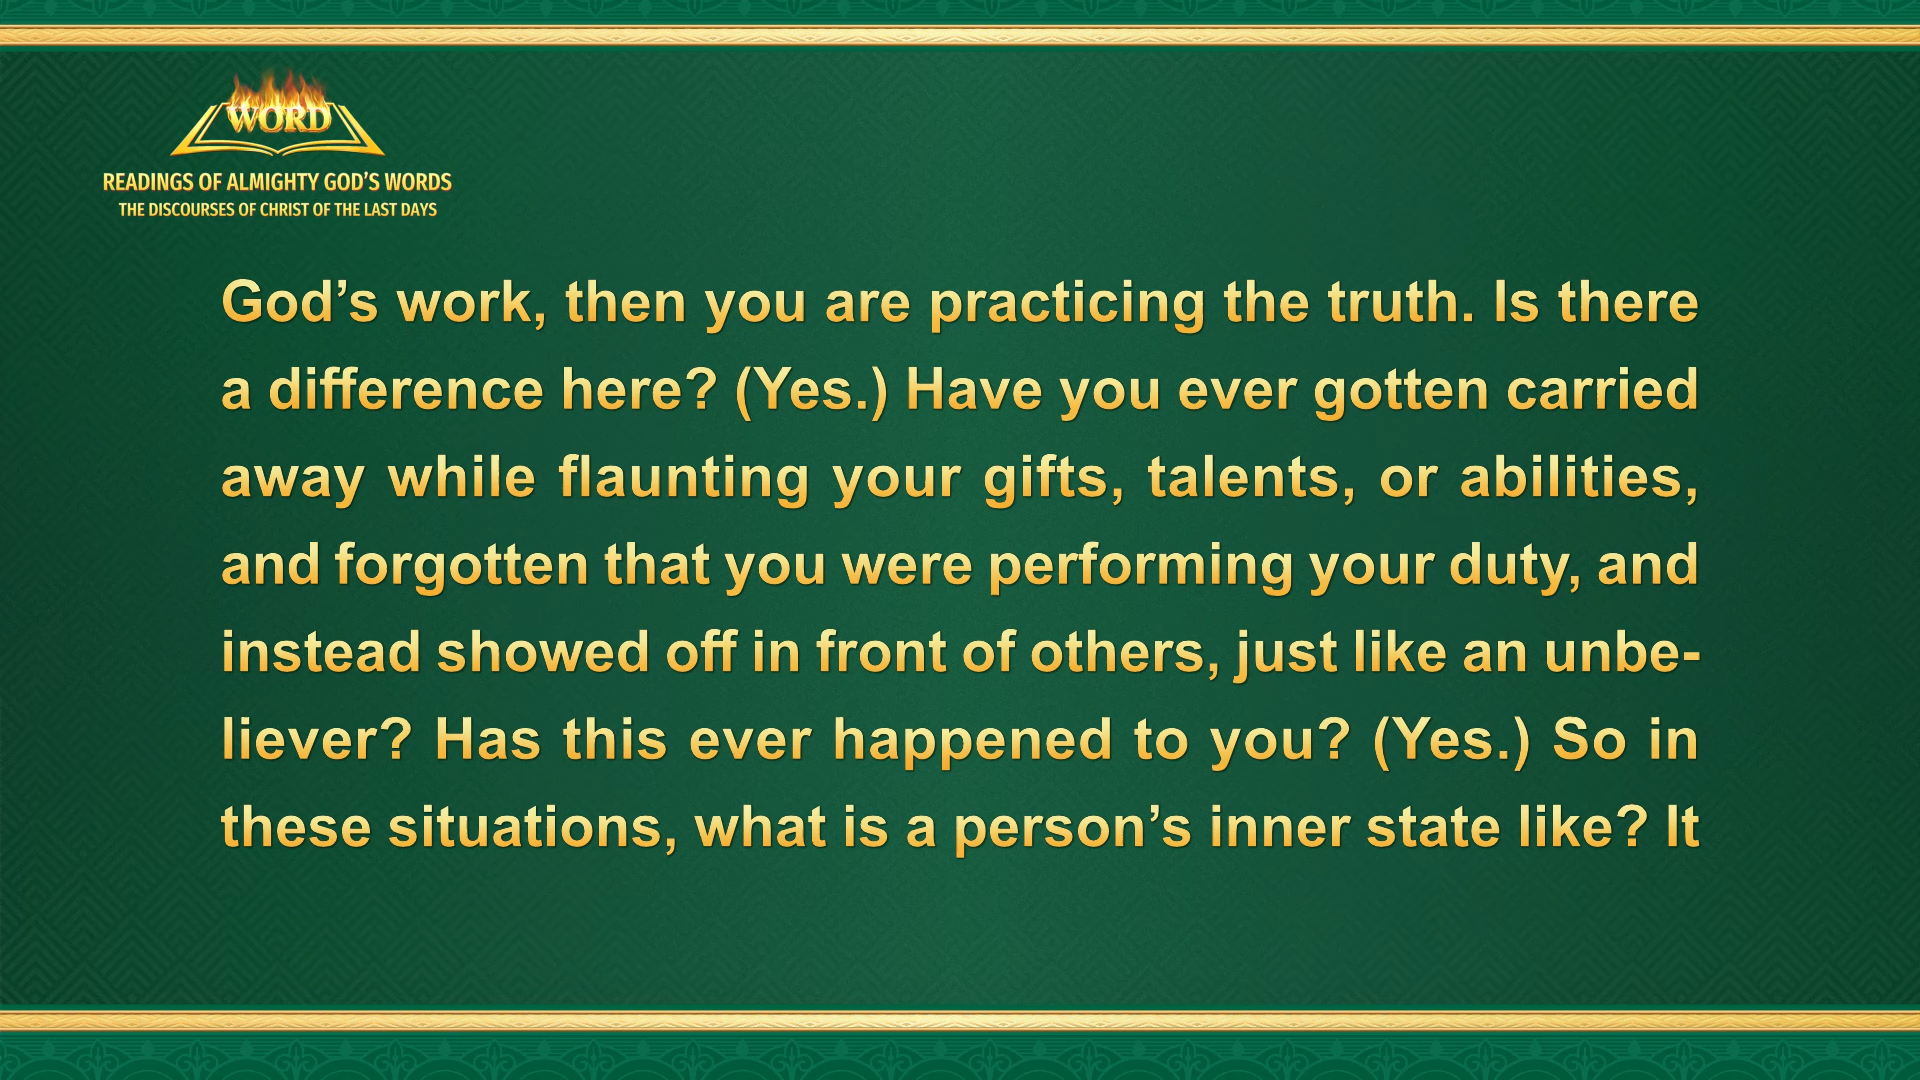 WORD
READINGS OF ALMIGHTY GOD’S WORDS
THE DISCOURSES OF CHRIST OF THE LAST DAYS
God’s work, then you are practicing the truth. Is there
a difference here? (Yes.) Have you ever gotten carried
away while flaunting your gifts, talents, or abilities,
and forgotten that you were performing your duty, and
instead showed off in front of others, just like an unbe-
liever? Has this ever happened to you? (Yes.) So in
these situations, what is a person’s inner state like? It